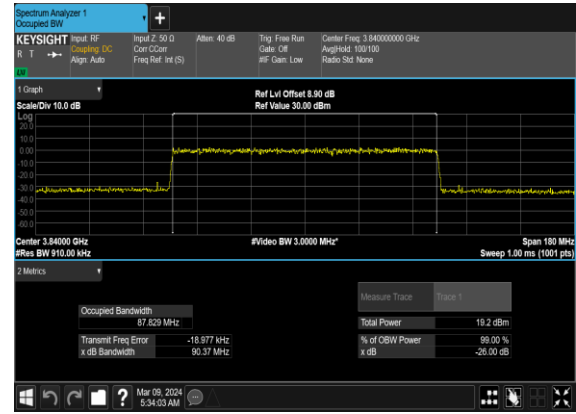 Spectrum Analyzer 1
Occupied BW
+
KEYSIGHT Input: RF Input Z: 50 Ω Atten: 40 dB Trig: Free Run Center Freq: 3.840000000 GHz
R T Coupling: DC Corr CCorr Gate: Off Avg|Hold: 100/100
Align: Auto Freq Ref: Int (S) #IF Gain: Low Radio Std: None
1 Graph
Scale/Div 10.0 dB
Ref Lvl Offset 8.90 dB
Ref Value 30.00 dBm
Log
20.0
10.0
0.00
-10.0
-20.0
-30.0
-40.0
-50.0
-60.0
Center 3.84000 GHz #Video BW 3.0000 MHz* Span 180 MHz
#Res BW 910.00 kHz Sweep 1.00 ms (1001 pts)
2 Metrics
Measure Trace Trace 1
Occupied Bandwidth
87.829 MHz
Total Power 19.2 dBm
Transmit Freq Error -18.977 kHz % of OBW Power 99.00 %
x dB Bandwidth 90.37 MHz x dB -26.00 dB
?
Mar 09, 2024
5:34:03 AM